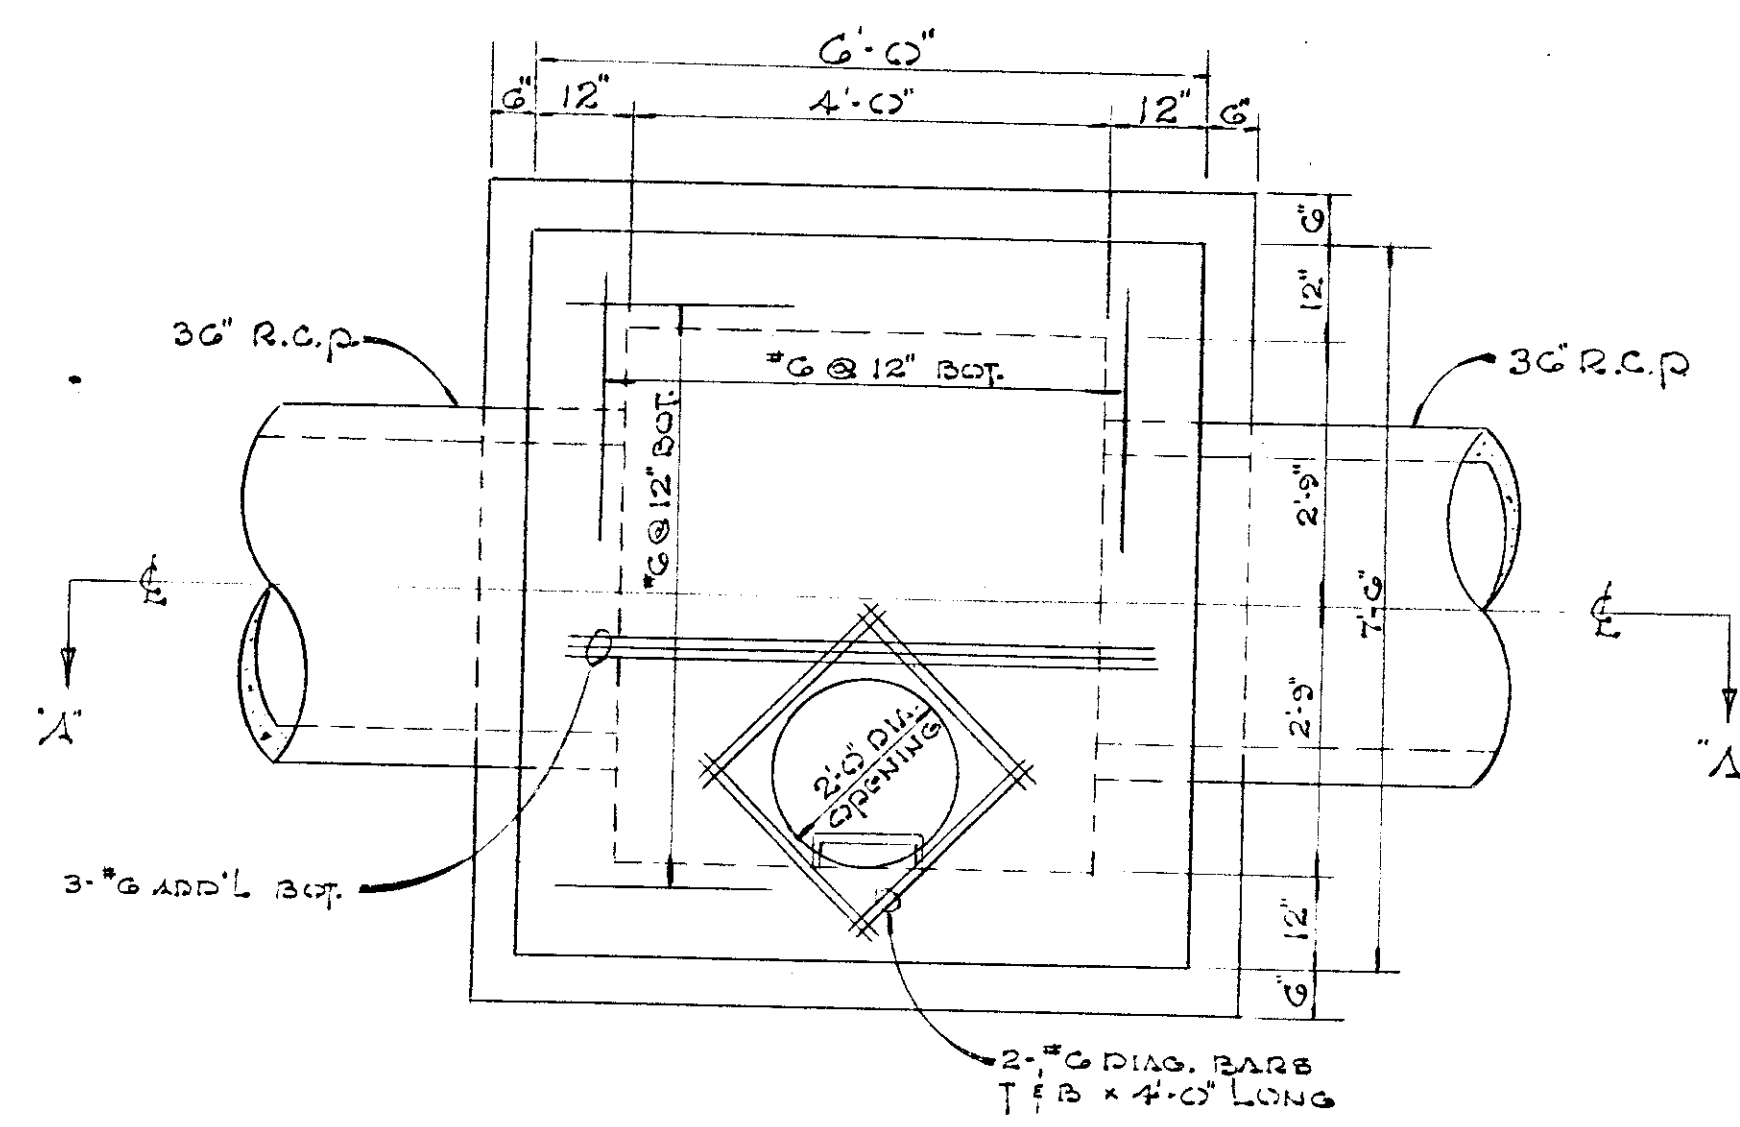 6'-0"
6" 12" 4'-0" 12" 6"
6"
12"
36" R.C.P.
36" R.C.P.
#6 @ 12" BOT.
#6 @ 12" BOT.
2'-9"
℄
℄
7'-6"
"A"
"A
2'-9"
2'-0" DIA.
OPENING
3-#6 ADD'L BOT.
12"
6"
2-#6 DIAG. BARS
T & B x 4'-0" LONG